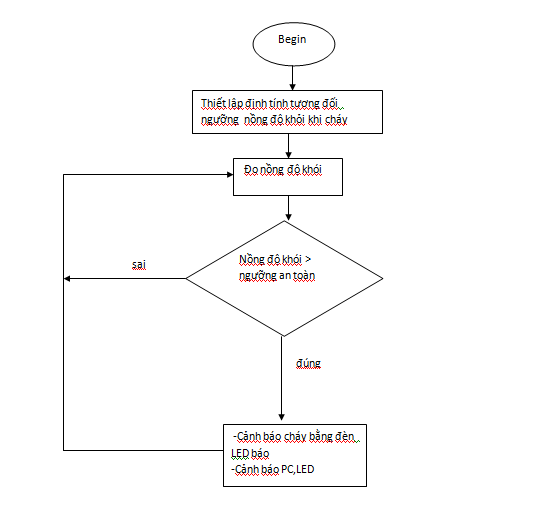 Begin
Thiết lập định tính tương đối
ngưỡng nồng độ khói khi cháy
Đo nồng độ khói
Nồng độ khói >
ngưỡng an toàn
sai
đúng
-Cảnh báo cháy bằng đèn
LED báo
-Cảnh báo PC,LED